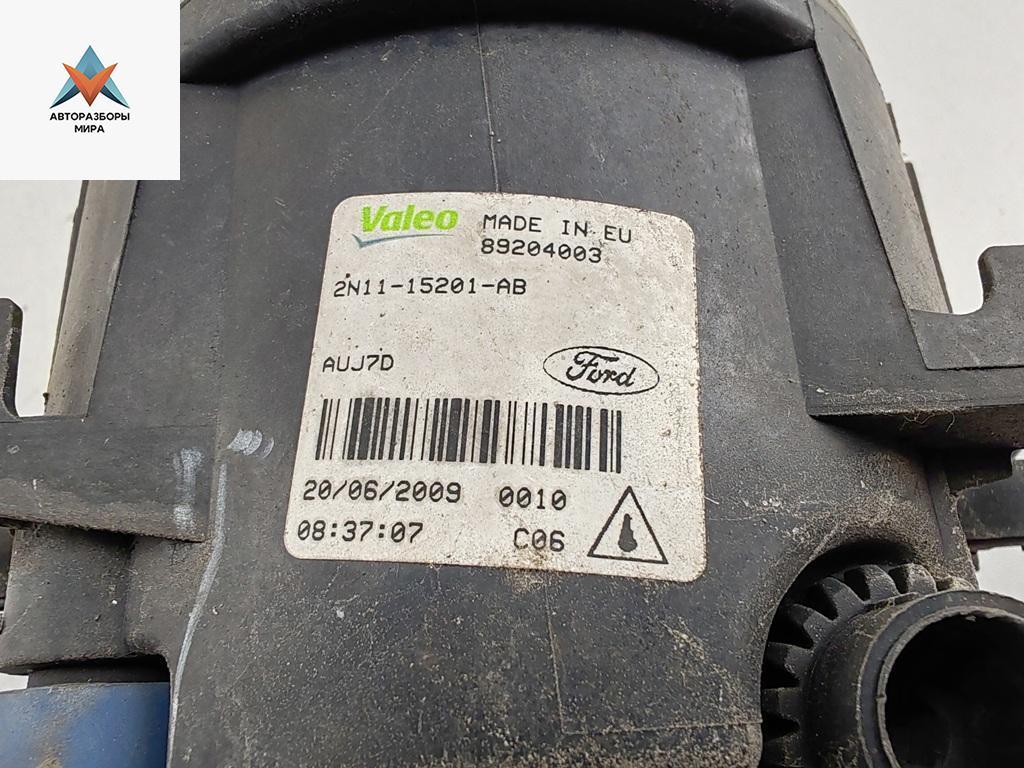 АВТОРАЗБОРЫ
МИРА
Valeo MADE IN EU
89204003
2N11-15201-AB
AUJ7D
Ford
20/06/2009 0010
08:37:07 C06